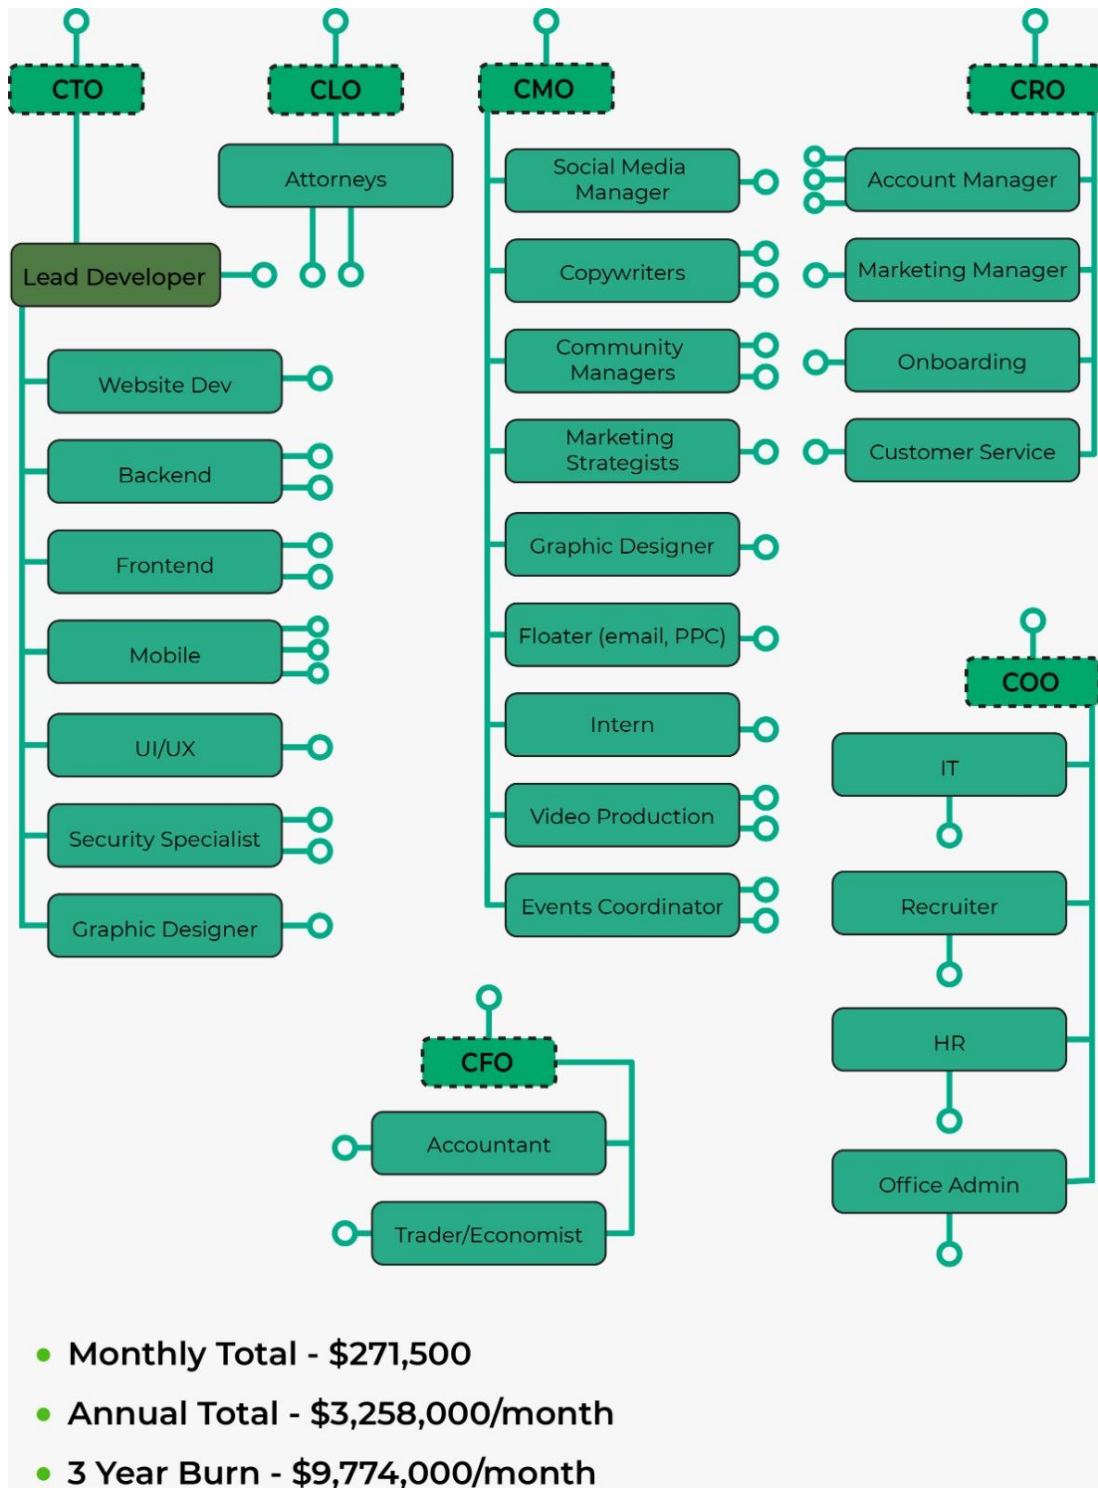 CTO
CLO
CMO
CRO
Attorneys
Lead Developer
Website Dev
Backend
Frontend
Mobile
UI/UX
Security Specialist
Graphic Designer
Social Media
Manager
Copywriters
Community
Managers
Marketing
Strategists
Graphic Designer
Floater (email, PPC)
Intern
Video Production
Events Coordinator
Account Manager
Marketing Manager
Onboarding
Customer Service
COO
IT
Recruiter
HR
Office Admin
CFO
Accountant
Trader/Economist
Monthly Total - $271,500
Annual Total - $3,258,000/month
3 Year Burn - $9,774,000/month